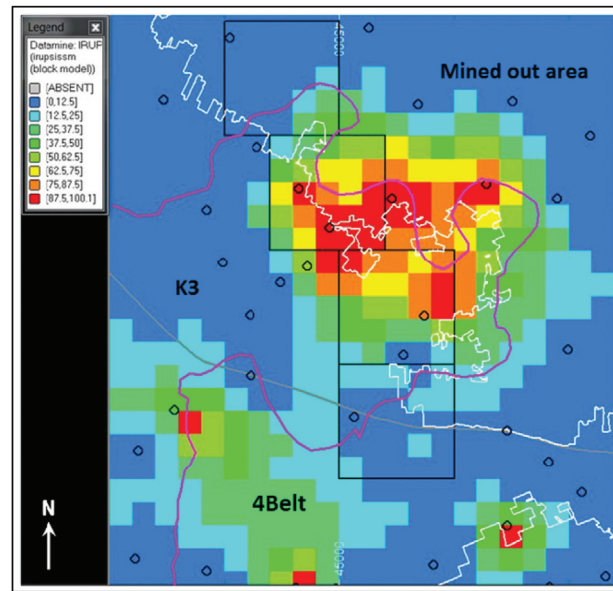 Legend
X
Datamine: IRUP
(irupsissm
(block model))
[ABSENT]
[0,12.5]
[12.5,25]
[25,37.5]
[37.5,50]
[50,62.5]
[62.5,75]
[75,87.5]
[87.5,100.1]
Mined out area
K3
4Belt
N
45000